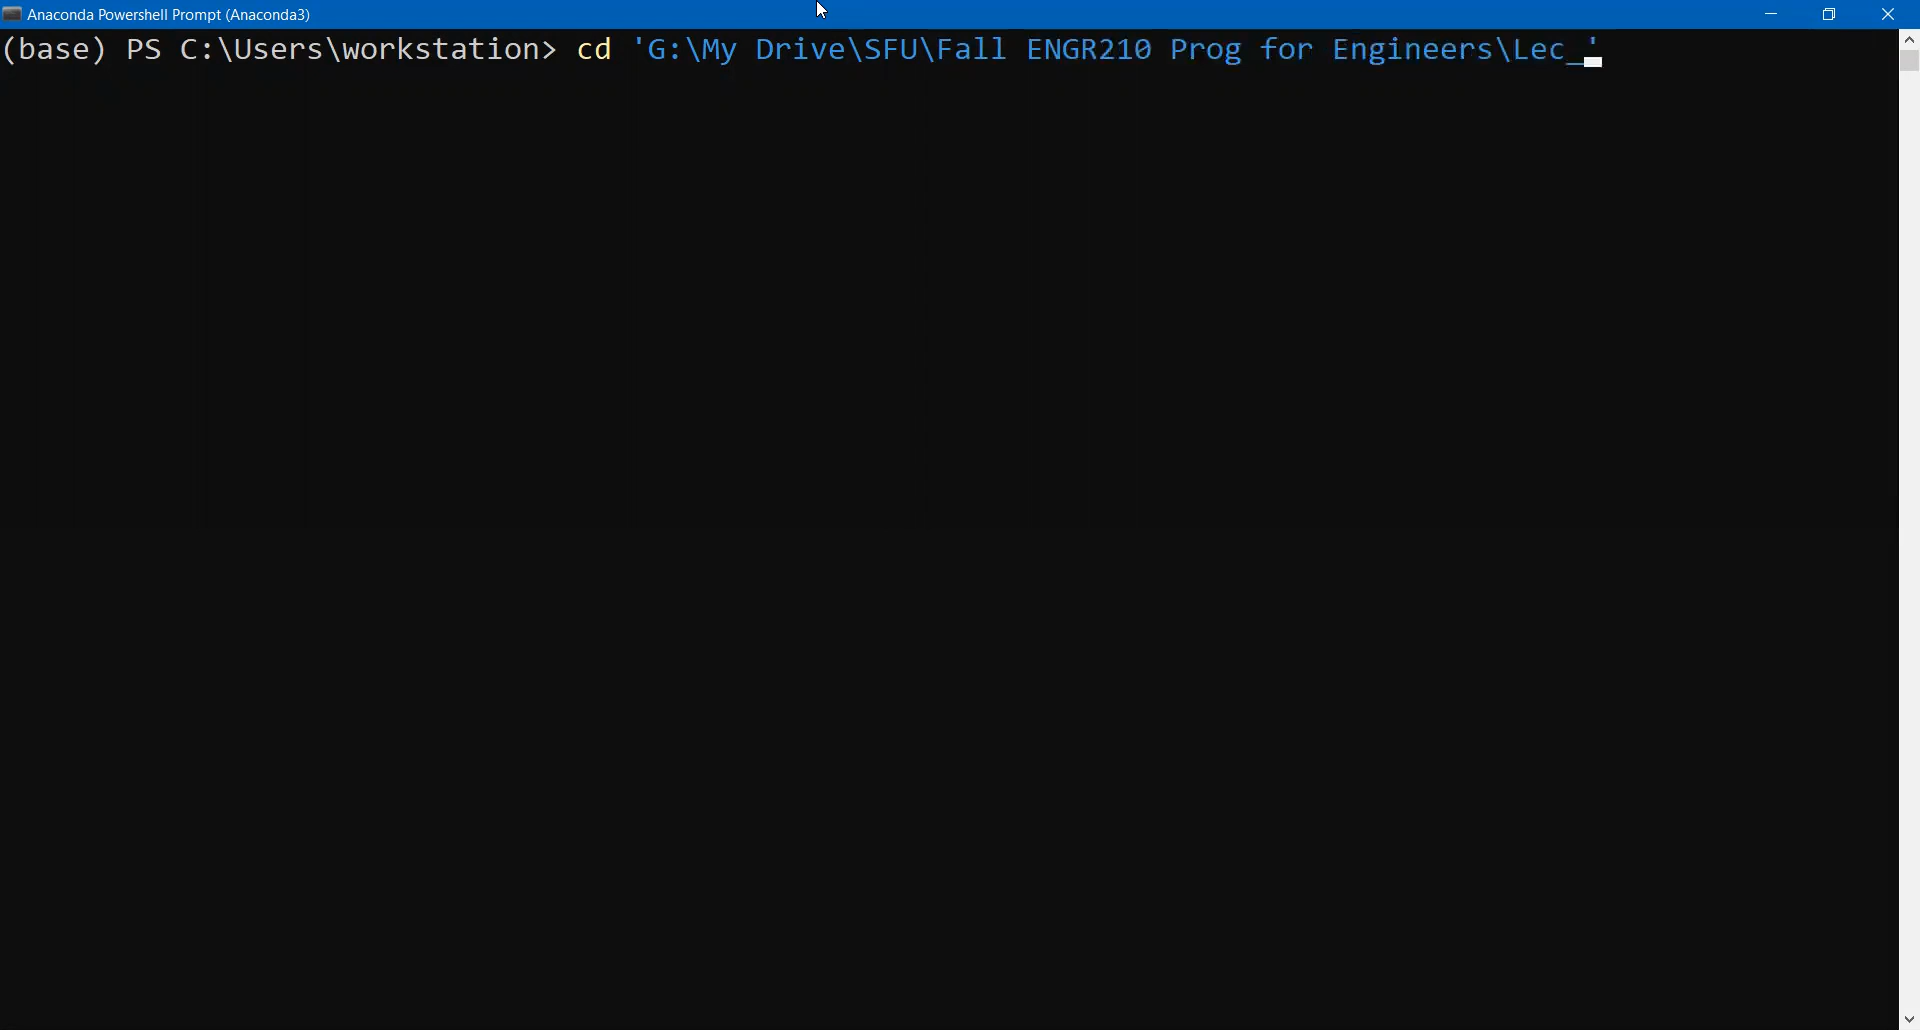 Anaconda Powershell Prompt (Anaconda3)
(base) PS C:\Users\workstation> cd 'G:\My Drive\SFU\Fall ENGR210 Prog for Engineers\Lec_'